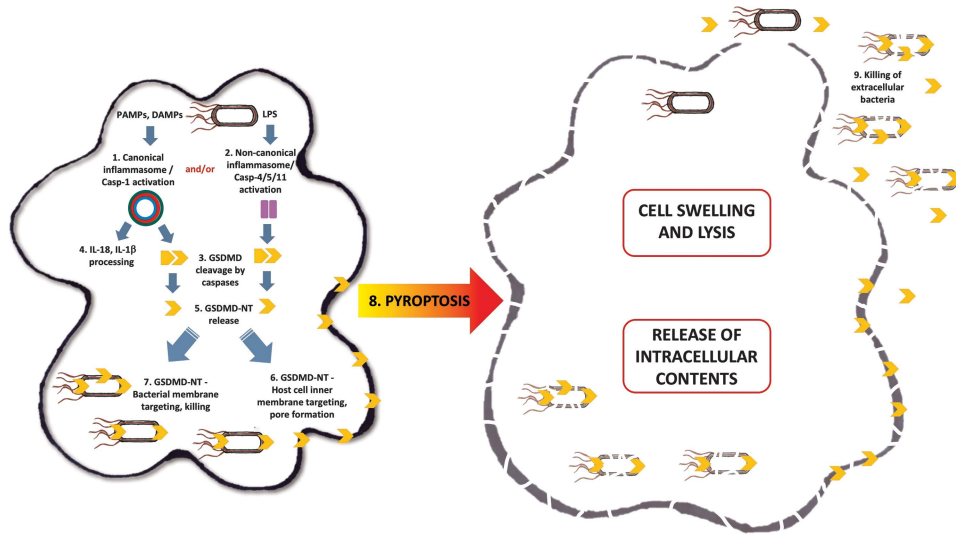 PAMPs, DAMPs
LPS
1. Canonical
inflammasome /
Casp-1 activation
and/or
2. Non-canonical
inflammasome/
Casp-4/5/11
activation
4. IL-18, IL-1β
processing
3. GSDMD
cleavage by
caspases
5. GSDMD-NT
release
7. GSDMD-NT -
Bacterial membrane
targeting, killing
6. GSDMD-NT -
Host cell inner
membrane targeting,
pore formation
8. PYROPTOSIS
CELL SWELLING
AND LYSIS
RELEASE OF
INTRACELLULAR
CONTENTS
9. Killing of
extracellular
bacteria